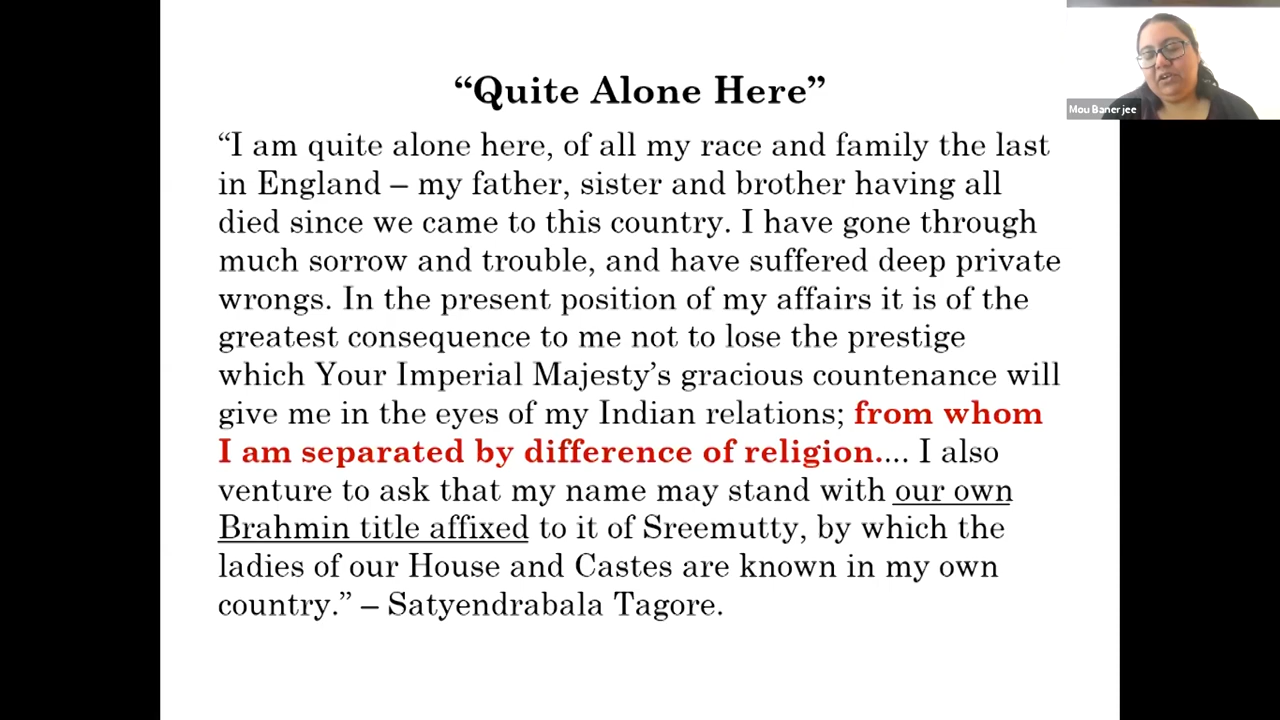 “Quite Alone Here”
“I am quite alone here, of all my race and family the last
in England – my father, sister and brother having all
died since we came to this country. I have gone through
much sorrow and trouble, and have suffered deep private
wrongs. In the present position of my affairs it is of the
greatest consequence to me not to lose the prestige
which Your Imperial Majesty’s gracious countenance will
give me in the eyes of my Indian relations; from whom
I am separated by difference of religion.... I also
venture to ask that my name may stand with our own
Brahmin title affixed to it of Sreemutty, by which the
ladies of our House and Castes are known in my own
country.” – Satyendrabala Tagore.
Mou Banerjee